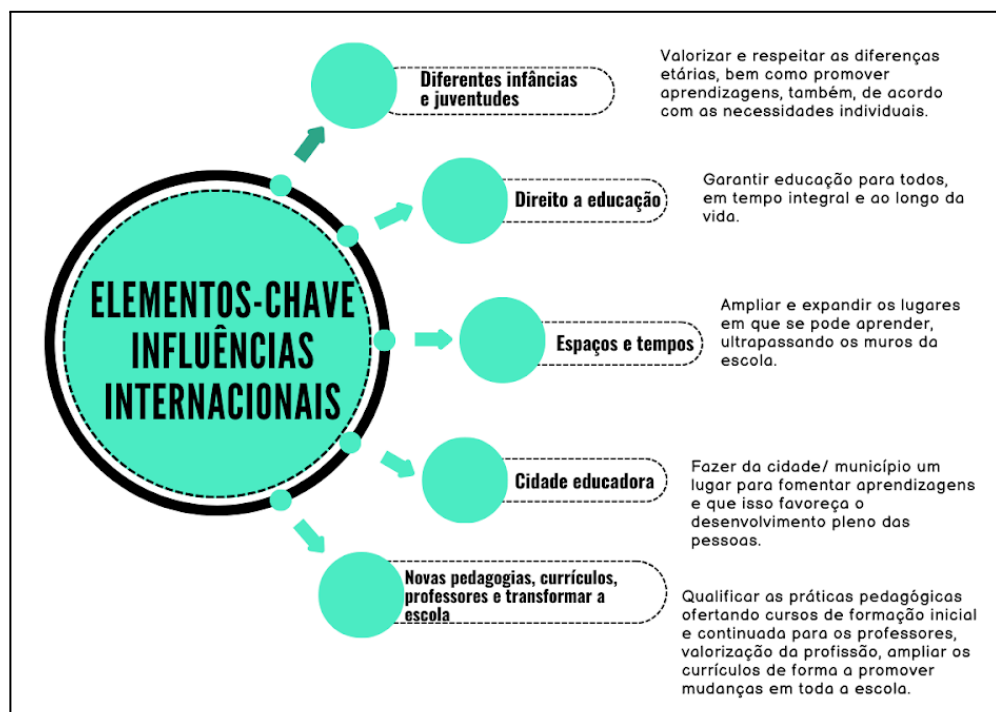 ELEMENTOS-CHAVE
INFLUÊNCIAS
INTERNACIONAIS
Diferentes infâncias
e juventudes
Valorizar e respeitar as diferenças
etárias, bem como promover
aprendizagens, também, de acordo
com as necessidades individuais.
Direito a educação
Garantir educação para todos,
em tempo integral e ao longo da
vida.
Espaços e tempos
Ampliar e expandir os lugares
em que se pode aprender,
ultrapassando os muros da
escola.
Cidade educadora
Fazer da cidade/ município um
lugar para fomentar aprendizagens
e que isso favoreça o
desenvolvimento pleno das
pessoas.
Novas pedagogias, currículos,
professores e transformar a
escola
Qualificar as práticas pedagógicas
ofertando cursos de formação inicial
e continuada para os professores,
valorização da profissão, ampliar os
currículos de forma a promover
mudanças em toda a escola.